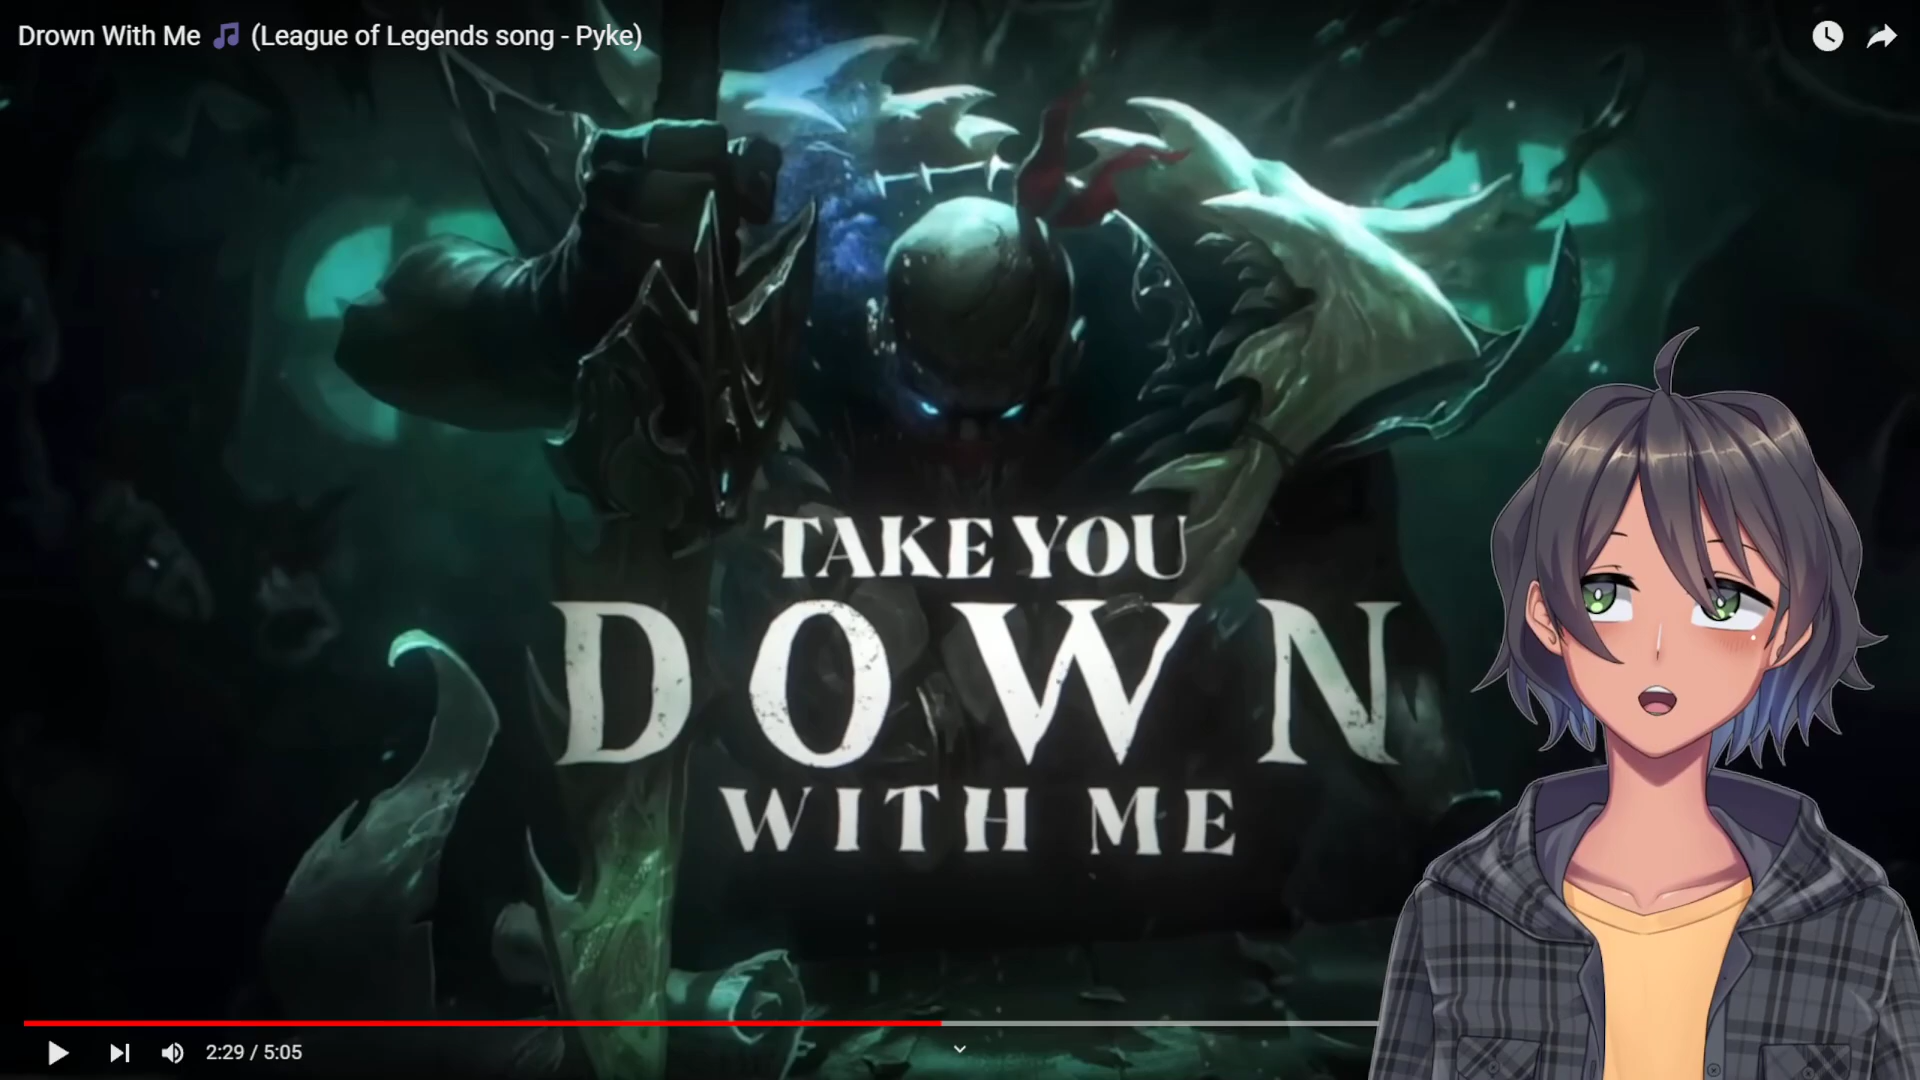 Drown With Me 🎵 (League of Legends song - Pyke)
TAKE YOU
DOWN
WITH ME
2:29 / 5:05